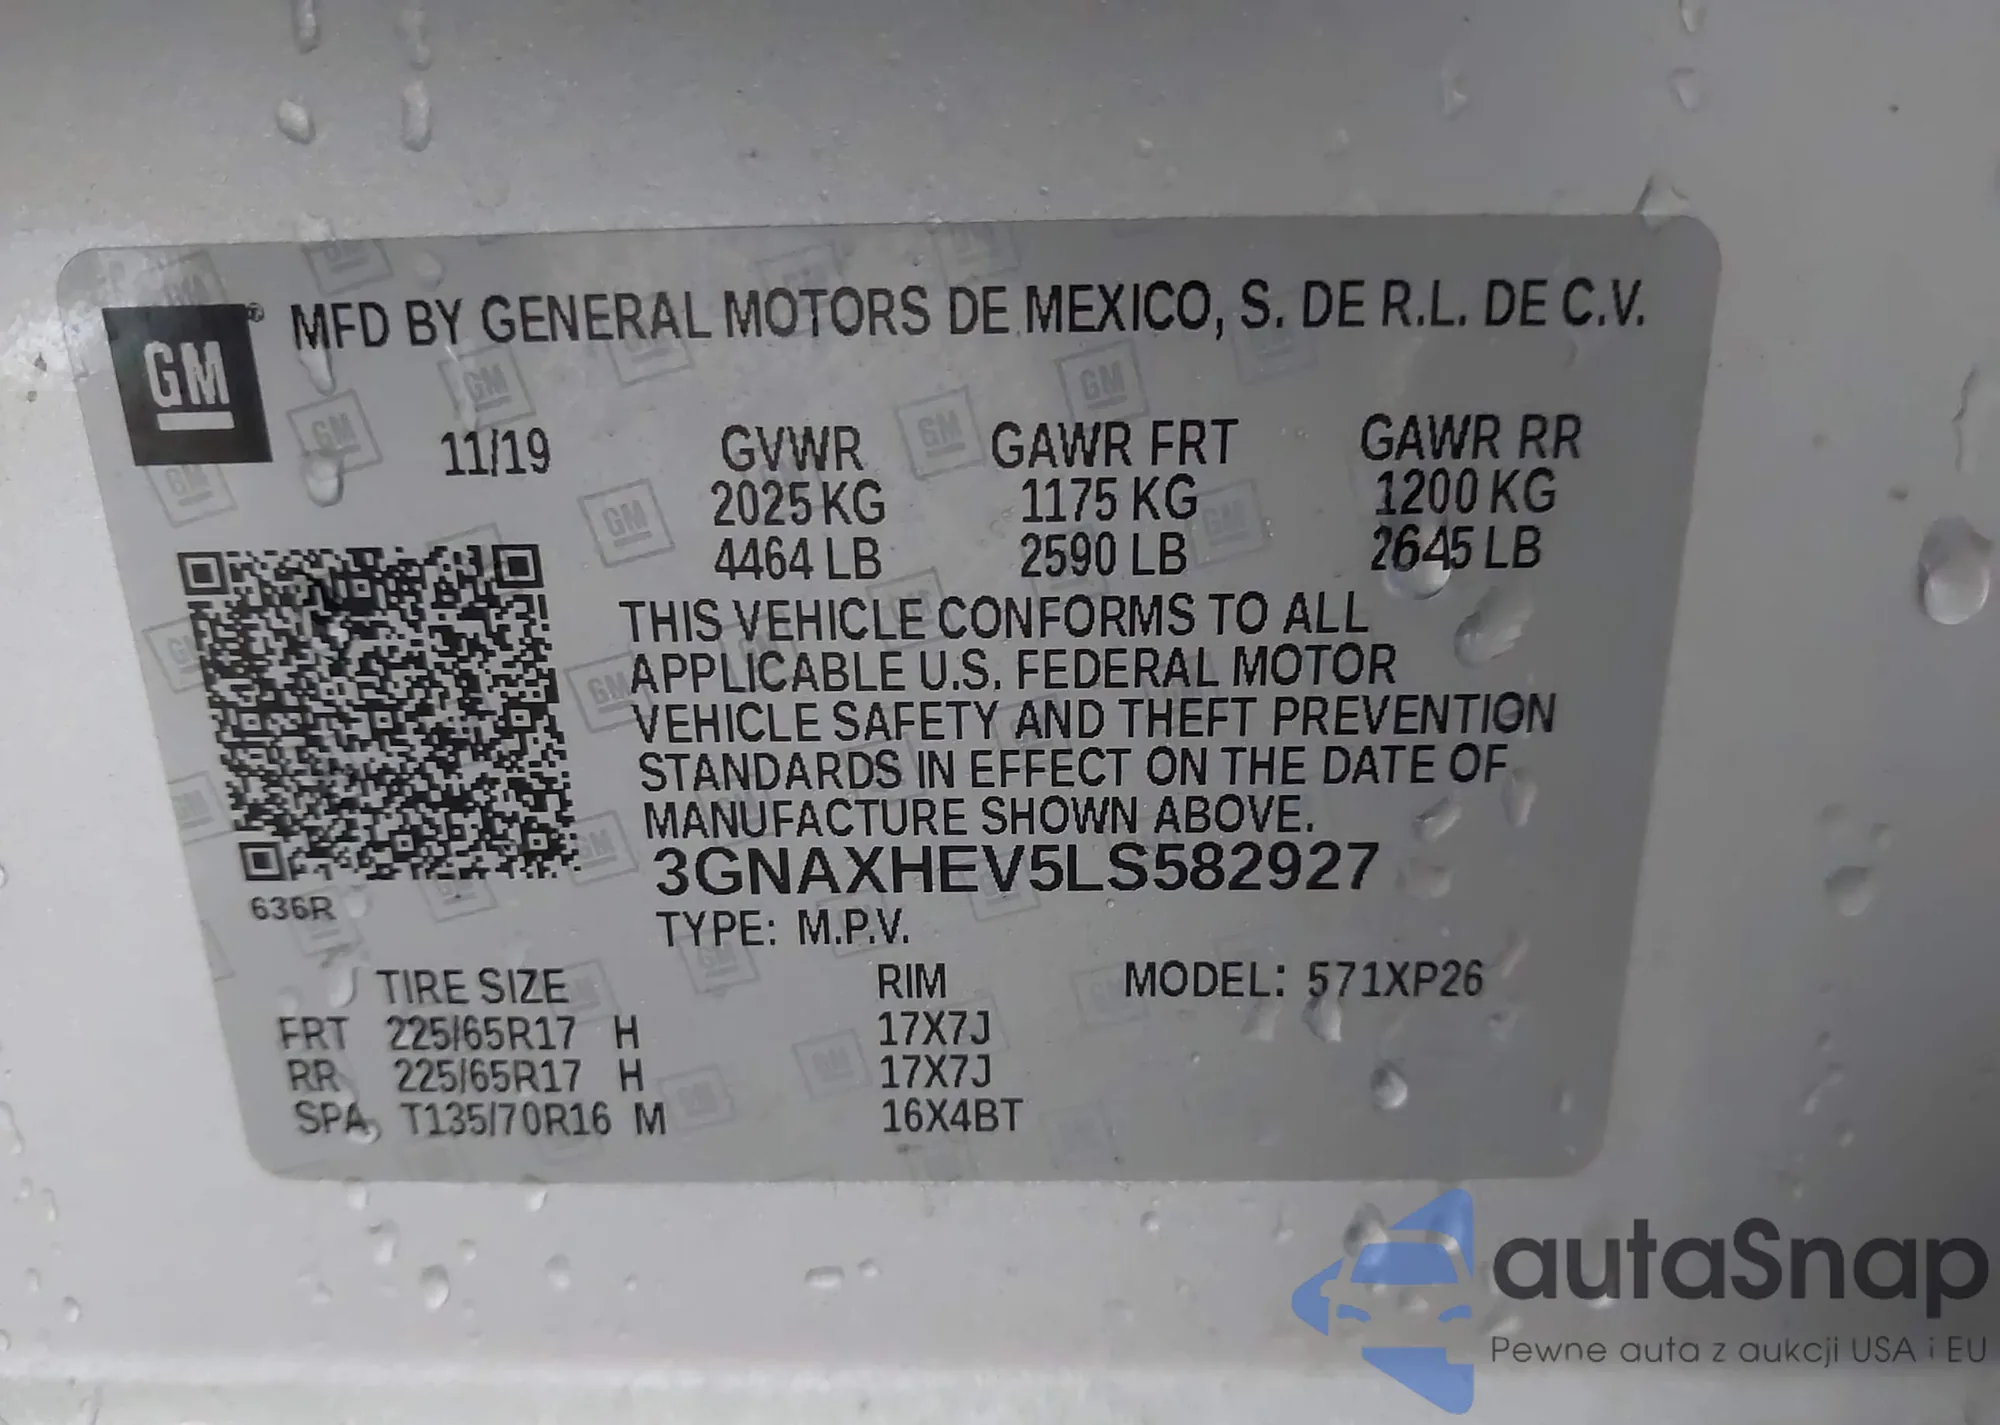 GM
® MFD BY GENERAL MOTORS DE MEXICO, S. DE R.L. DE C.V.
11/19 GVWR GAWR FRT GAWR RR
2025 KG 1175 KG 1200 KG
4464 LB 2590 LB 2645 LB
THIS VEHICLE CONFORMS TO ALL
APPLICABLE U.S. FEDERAL MOTOR
VEHICLE SAFETY AND THEFT PREVENTION
STANDARDS IN EFFECT ON THE DATE OF
MANUFACTURE SHOWN ABOVE.
3GNAXHEV5LS582927
636R
TYPE: M.P.V.
TIRE SIZE RIM MODEL: 571XP26
FRT 225/65R17 H 17X7J
RR 225/65R17 H 17X7J
SPA T135/70R16 M 16X4BT
autaSnap
Pewne auta z aukcji USA i EU